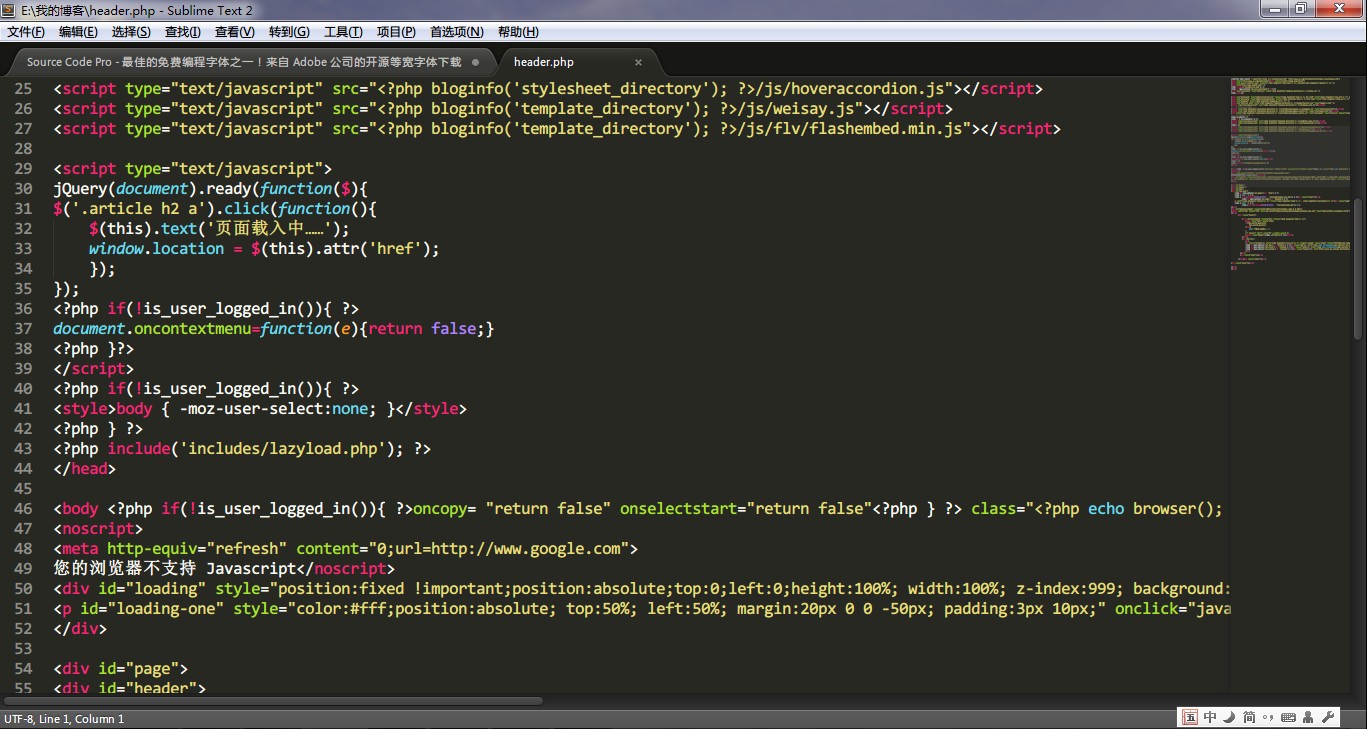 E:\我的博客\header.php - Sublime Text 2
文件(F) 编辑(E) 选择(S) 查找(I) 查看(V) 转到(G) 工具(T) 项目(P) 首选项(N) 帮助(H)
Source Code Pro - 最佳的免费编程字体之一！来自 Adobe 公司的开源等宽字体下载 header.php
25 <script type="text/javascript" src="<?php bloginfo('stylesheet_directory'); ?>/js/hoveraccordion.js"></script>
26 <script type="text/javascript" src="<?php bloginfo('template_directory'); ?>/js/weisay.js"></script>
27 <script type="text/javascript" src="<?php bloginfo('template_directory'); ?>/js/flv/flashembed.min.js"></script>
28
29 <script type="text/javascript">
30 jQuery(document).ready(function($){
31 $('.article h2 a').click(function(){
32 $(this).text('页面载入中……');
33 window.location = $(this).attr('href');
34 });
35 });
36 <?php if(!is_user_logged_in()){ ?>
37 document.oncontextmenu=function(e){return false;}
38 <?php }?>
39 </script>
40 <?php if(!is_user_logged_in()){ ?>
41 <style>body { -moz-user-select:none; }</style>
42 <?php } ?>
43 <?php include('includes/lazyload.php'); ?>
44 </head>
45
46 <body <?php if(!is_user_logged_in()){ ?>oncopy= "return false" onselectstart="return false"<?php } ?> class="<?php echo browser();
47 <noscript>
48 <meta http-equiv="refresh" content="0;url=http://www.google.com">
49 您的浏览器不支持 Javascript</noscript>
50 <div id="loading" style="position:fixed !important;position:absolute;top:0;left:0;height:100%; width:100%; z-index:999; background:
51 <p id="loading-one" style="color:#fff;position:absolute; top:50%; left:50%; margin:20px 0 0 -50px; padding:3px 10px;" onclick="java
52 </div>
53
54 <div id="page">
55 <div id="header">
UTF-8, Line 1, Column 1
五 中 简